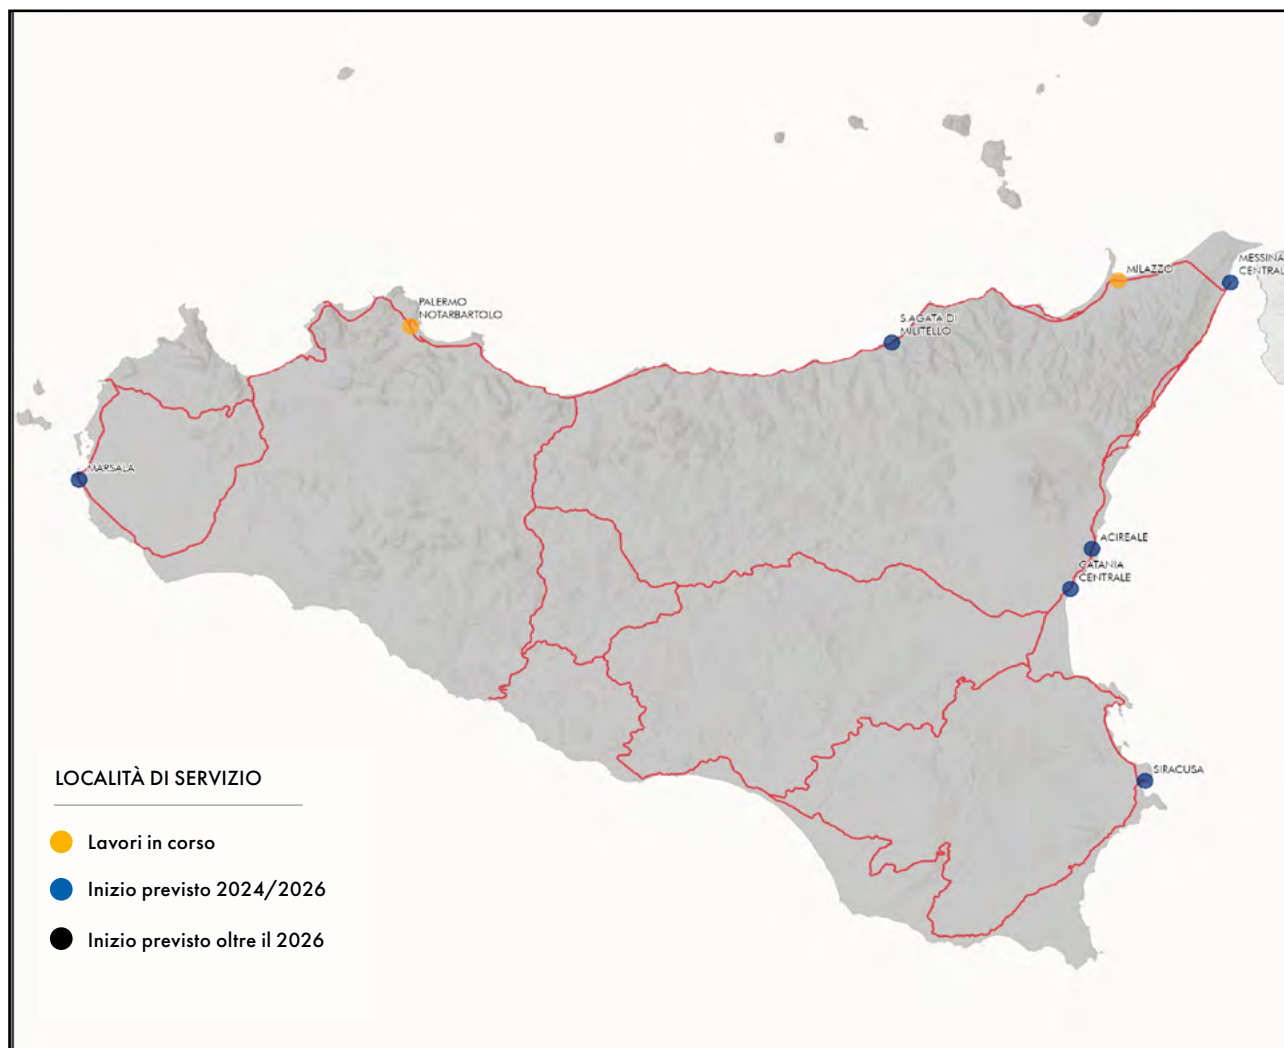 MILAZZO
MESSINA
CENTRAL
PALERMO
NOTARBARTOLO
S.AGATA DI
MILITELLO
MARSALA
ACIREALE
CATANIA
CENTRALE
SIRACUSA
LOCALITÀ DI SERVIZIO
Lavori in corso
Inizio previsto 2024/2026
Inizio previsto oltre il 2026